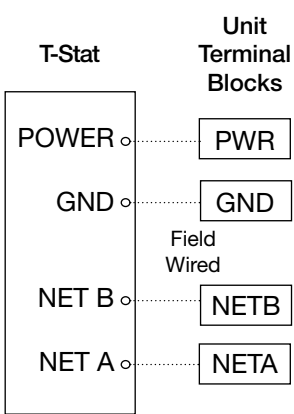 T-Stat
Unit
Terminal
Blocks
POWER
PWR
GND
GND
Field
Wired
NET B
NETB
NET A
NETA